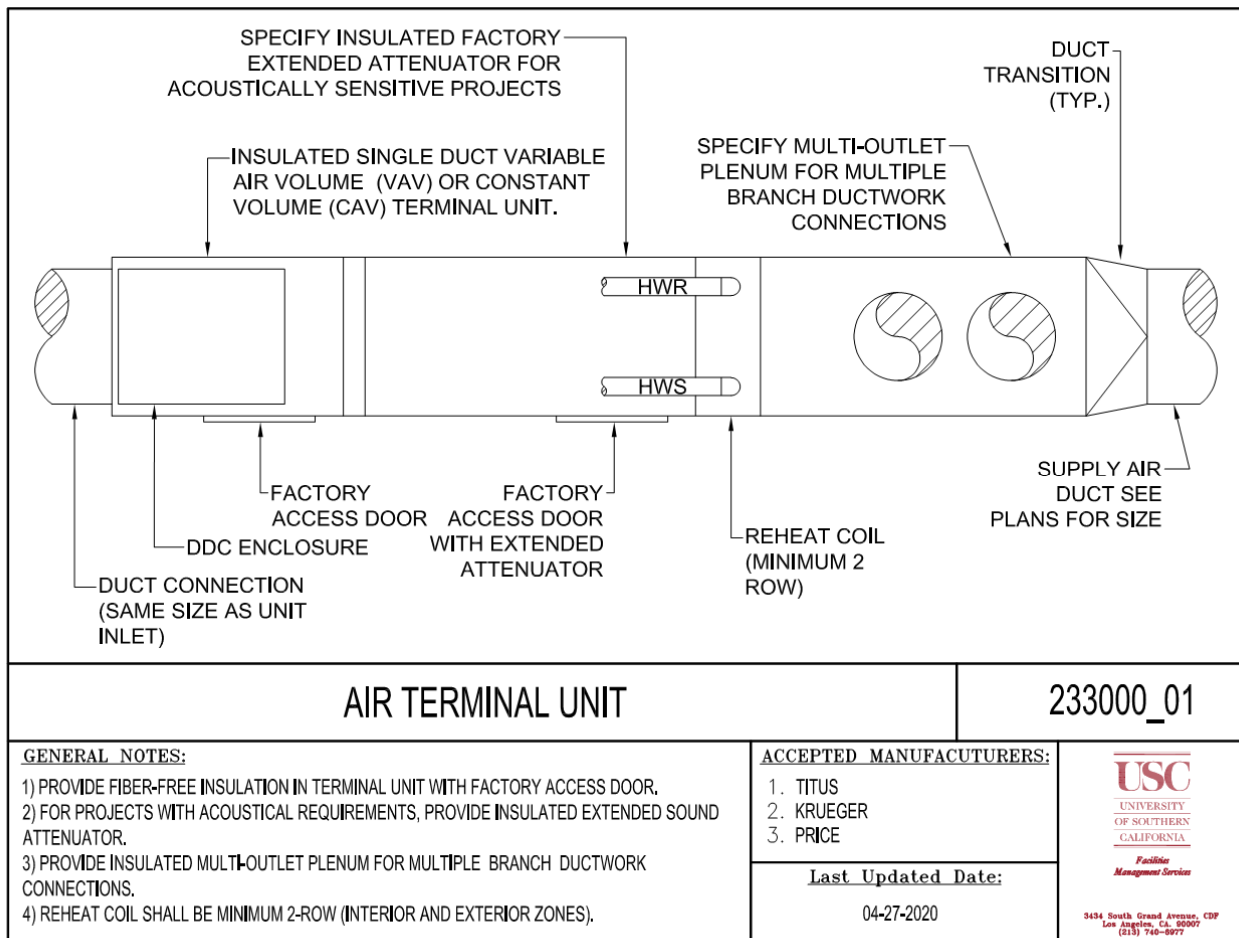 SPECIFY INSULATED FACTORY
EXTENDED ATTENUATOR FOR
ACOUSTICALLY SENSITIVE PROJECTS
DUCT
TRANSITION
(TYP.)
INSULATED SINGLE DUCT VARIABLE
AIR VOLUME (VAV) OR CONSTANT
VOLUME (CAV) TERMINAL UNIT.
SPECIFY MULTI-OUTLET
PLENUM FOR MULTIPLE
BRANCH DUCTWORK
CONNECTIONS
HWR
HWS
FACTORY
ACCESS DOOR
DDC ENCLOSURE
DUCT CONNECTION
(SAME SIZE AS UNIT
INLET)
FACTORY
ACCESS DOOR
WITH EXTENDED
ATTENUATOR
REHEAT COIL
(MINIMUM 2
ROW)
SUPPLY AIR
DUCT SEE
PLANS FOR SIZE
AIR TERMINAL UNIT
233000_01
GENERAL NOTES:
1) PROVIDE FIBER-FREE INSULATION IN TERMINAL UNIT WITH FACTORY ACCESS DOOR.
2) FOR PROJECTS WITH ACOUSTICAL REQUIREMENTS, PROVIDE INSULATED EXTENDED SOUND
ATTENUATOR.
3) PROVIDE INSULATED MULTI-OUTLET PLENUM FOR MULTIPLE BRANCH DUCTWORK
CONNECTIONS.
4) REHEAT COIL SHALL BE MINIMUM 2-ROW (INTERIOR AND EXTERIOR ZONES).
ACCEPTED MANUFACUTURERS:
1. TITUS
2. KRUEGER
3. PRICE
Last Updated Date:
04-27-2020
USC
UNIVERSITY
OF SOUTHERN
CALIFORNIA
Facilities
Management Services
3434 South Grand Avenue, CDF
Los Angeles, CA. 90007
(213) 740-6977